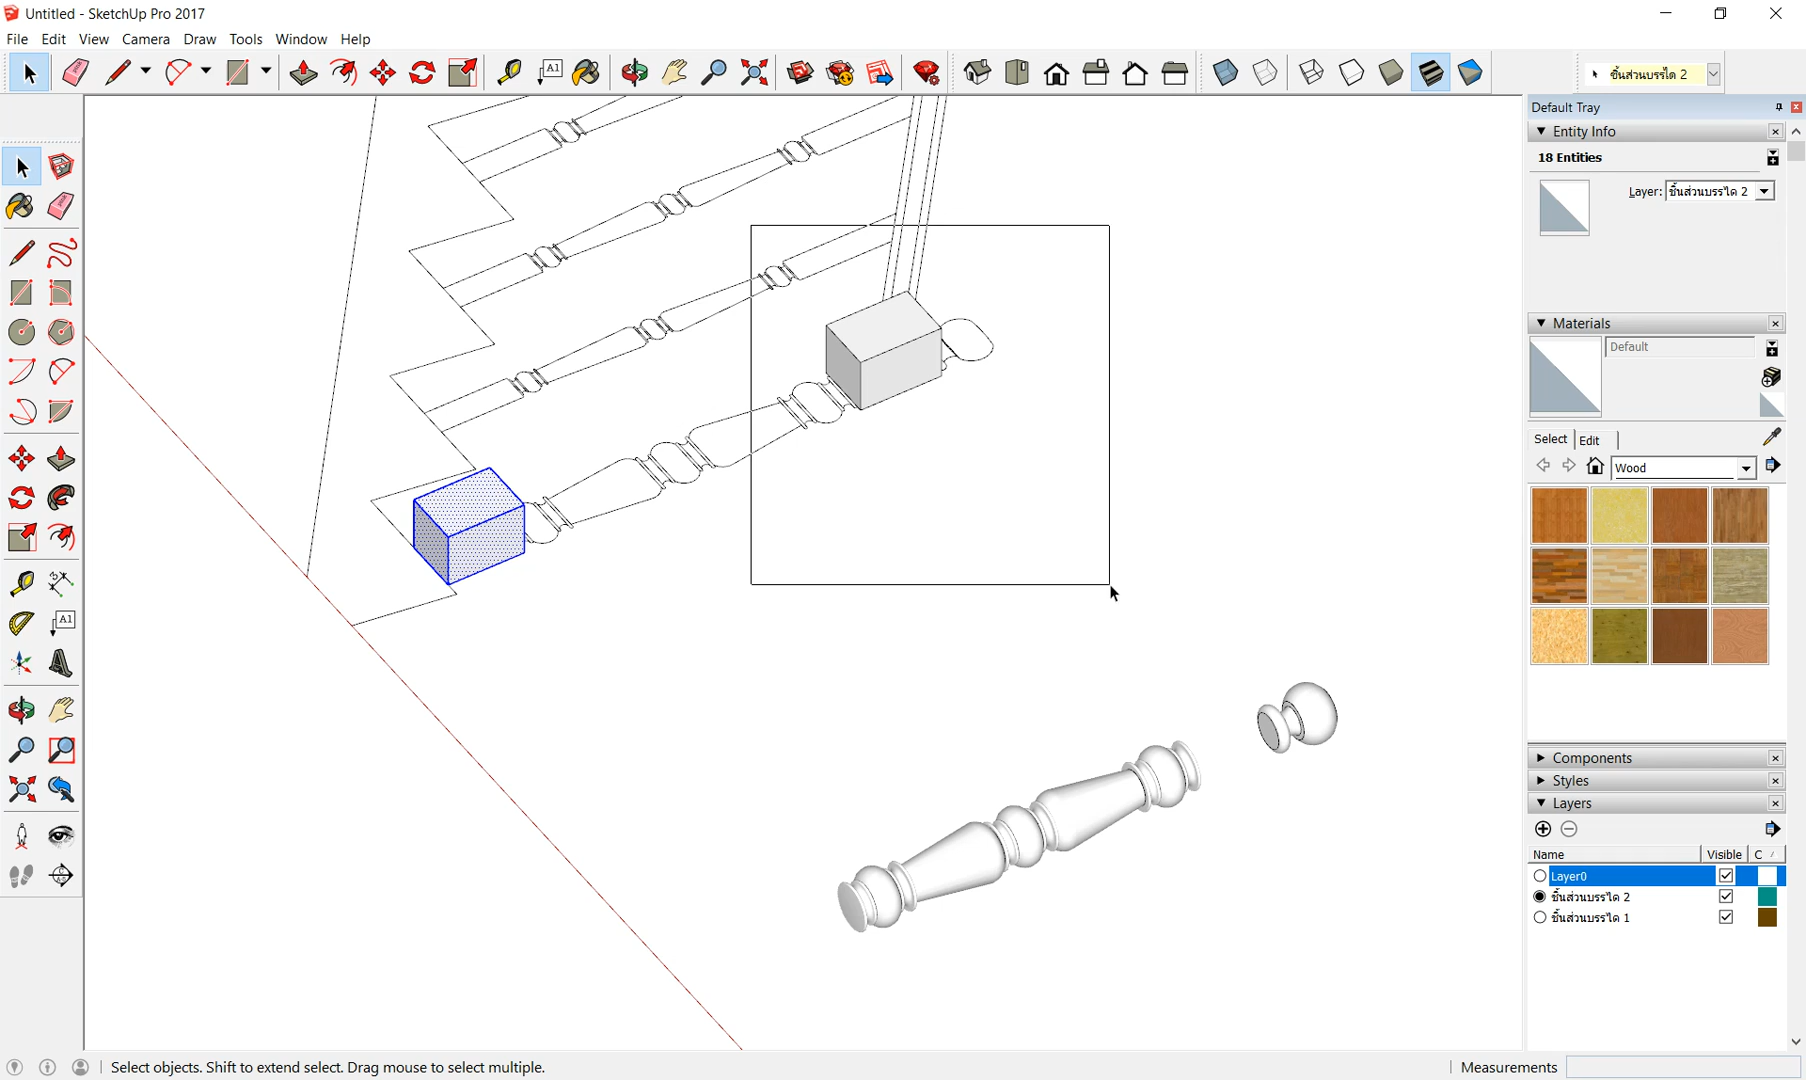 Untitled - SketchUp Pro 2017
File Edit View Camera Draw Tools Window Help
A1
ชิ้นส่วนบรรได 2
Default Tray
Entity Info
18 Entities
Layer: ชิ้นส่วนบรรได 2
Materials
Default
Select Edit
Wood
A1
Components
Styles
Layers
Name Visible C
Layer0
ชิ้นส่วนบรรได 2
ชิ้นส่วนบรรได 1
Select objects. Shift to extend select. Drag mouse to select multiple.
Measurements